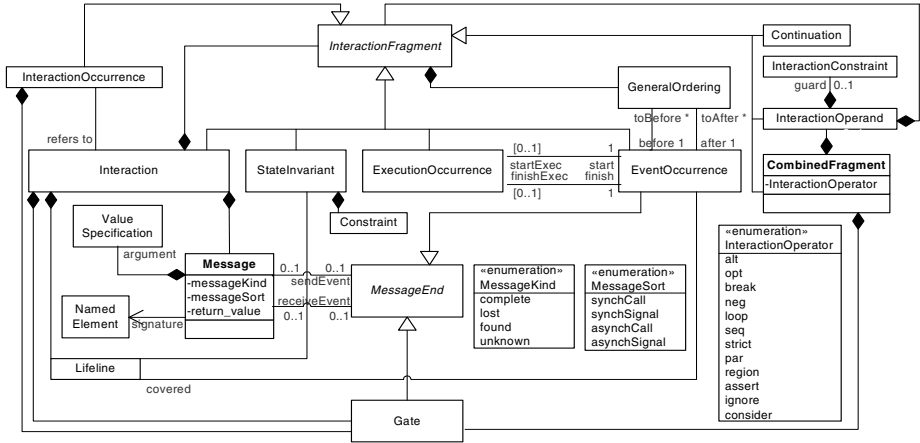 InteractionFragment
Continuation
InteractionOccurrence
InteractionConstraint
guard 0..1
GeneralOrdering
toBefore * toAfter *
InteractionOperand
refers to
before 1 after 1
[0..1] 1
startExec start
finishExec finish
[0..1] 1
Interaction
StateInvariant
ExecutionOccurrence
EventOccurrence
CombinedFragment
-InteractionOperator
Constraint
Value
Specification
argument
Message
-messageKind
-messageSort
-return_value
0..1 0..1
sendEvent
receiveEvent
0..1 0..1
MessageEnd
Named
Element
signature
«enumeration»
MessageKind
complete
lost
found
unknown
«enumeration»
MessageSort
synchCall
synchSignal
asynchCall
asynchSignal
«enumeration»
InteractionOperator
alt
opt
break
neg
loop
seq
strict
par
region
assert
ignore
consider
Lifeline
covered
Gate